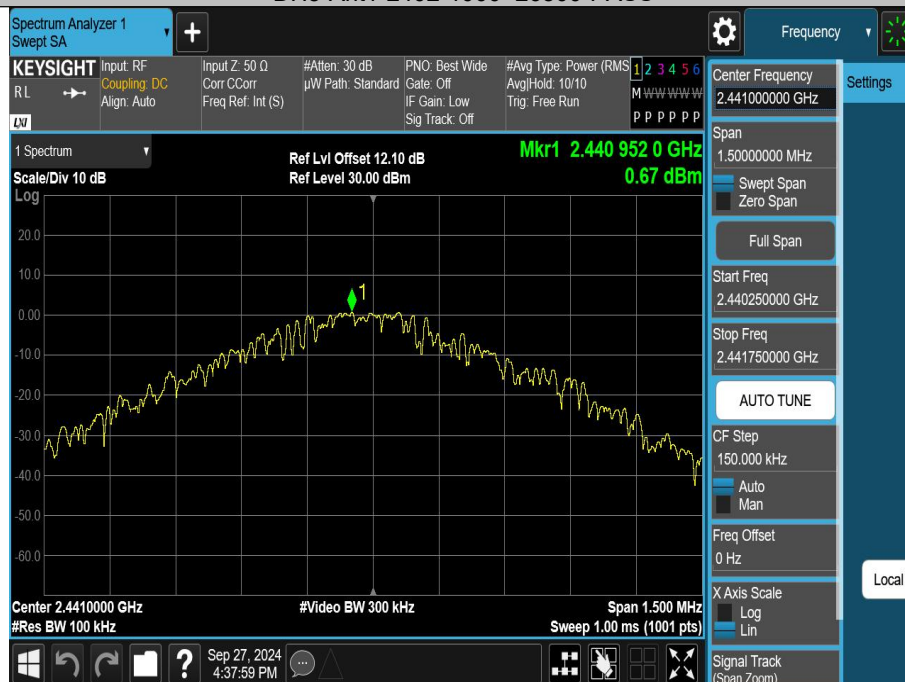 Spectrum Analyzer 1
Swept SA
+
Frequency
KEYSIGHT
RL
LXI
Input: RF
Coupling: DC
Align: Auto
Input Z: 50 Ω
Corr CCorr
Freq Ref: Int (S)
#Atten: 30 dB
µW Path: Standard
PNO: Best Wide
Gate: Off
IF Gain: Low
Sig Track: Off
#Avg Type: Power (RMS
Avg|Hold: 10/10
Trig: Free Run
1 2 3 4 5 6
M W W W W W
P P P P P P
1 Spectrum
Scale/Div 10 dB
Log
Ref Lvl Offset 12.10 dB
Ref Level 30.00 dBm
Mkr1 2.440 952 0 GHz
0.67 dBm
20.0
10.0
0.00
-10.0
-20.0
-30.0
-40.0
-50.0
-60.0
1
Center 2.4410000 GHz
#Res BW 100 kHz
#Video BW 300 kHz
Span 1.500 MHz
Sweep 1.00 ms (1001 pts)
Center Frequency
2.441000000 GHz
Settings
Span
1.50000000 MHz
Swept Span
Zero Span
Full Span
Start Freq
2.440250000 GHz
Stop Freq
2.441750000 GHz
AUTO TUNE
CF Step
150.000 kHz
Auto
Man
Freq Offset
0 Hz
X Axis Scale
Log
Lin
Local
Signal Track
(Span Zoom)
?
Sep 27, 2024
4:37:59 PM